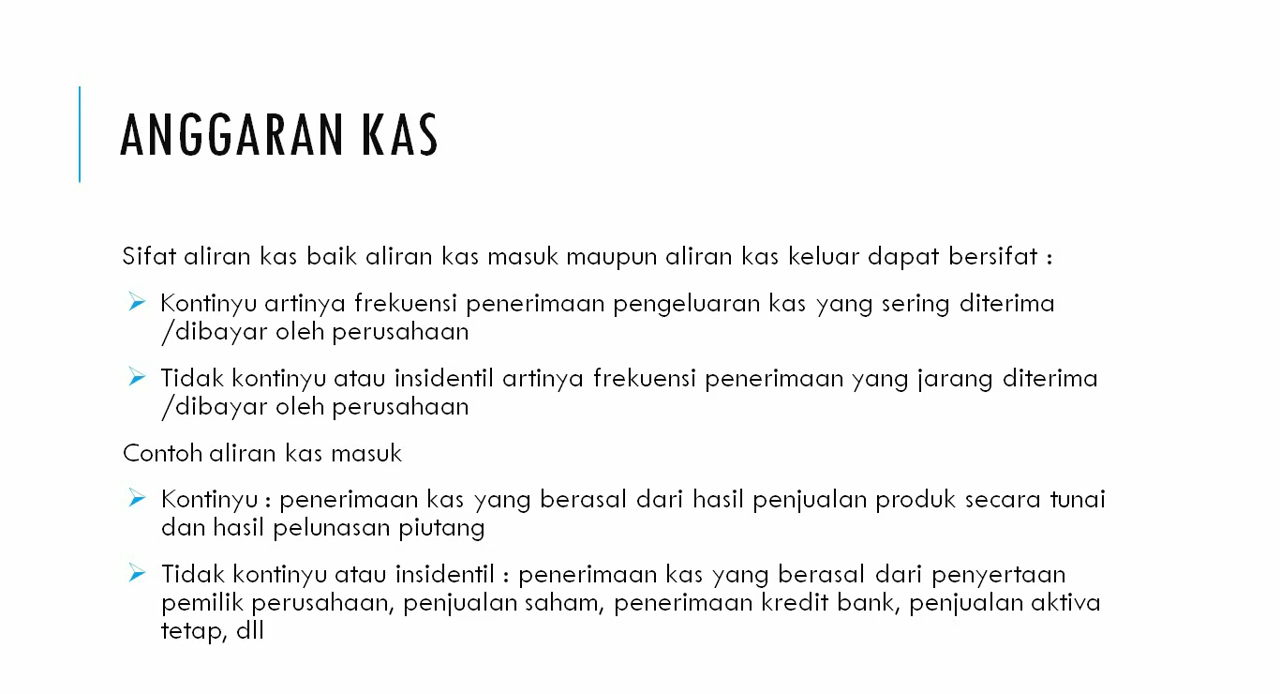 ANGGARAN KAS
Sifat aliran kas baik aliran kas masuk maupun aliran kas keluar dapat bersifat :
➢ Kontinyu artinya frekuensi penerimaan pengeluaran kas yang sering diterima
/dibayar oleh perusahaan
➢ Tidak kontinyu atau insidentil artinya frekuensi penerimaan yang jarang diterima
/dibayar oleh perusahaan
Contoh aliran kas masuk
➢ Kontinyu : penerimaan kas yang berasal dari hasil penjualan produk secara tunai
dan hasil pelunasan piutang
➢ Tidak kontinyu atau insidentil : penerimaan kas yang berasal dari penyertaan
pemilik perusahaan, penjualan saham, penerimaan kredit bank, penjualan aktiva
tetap, dll